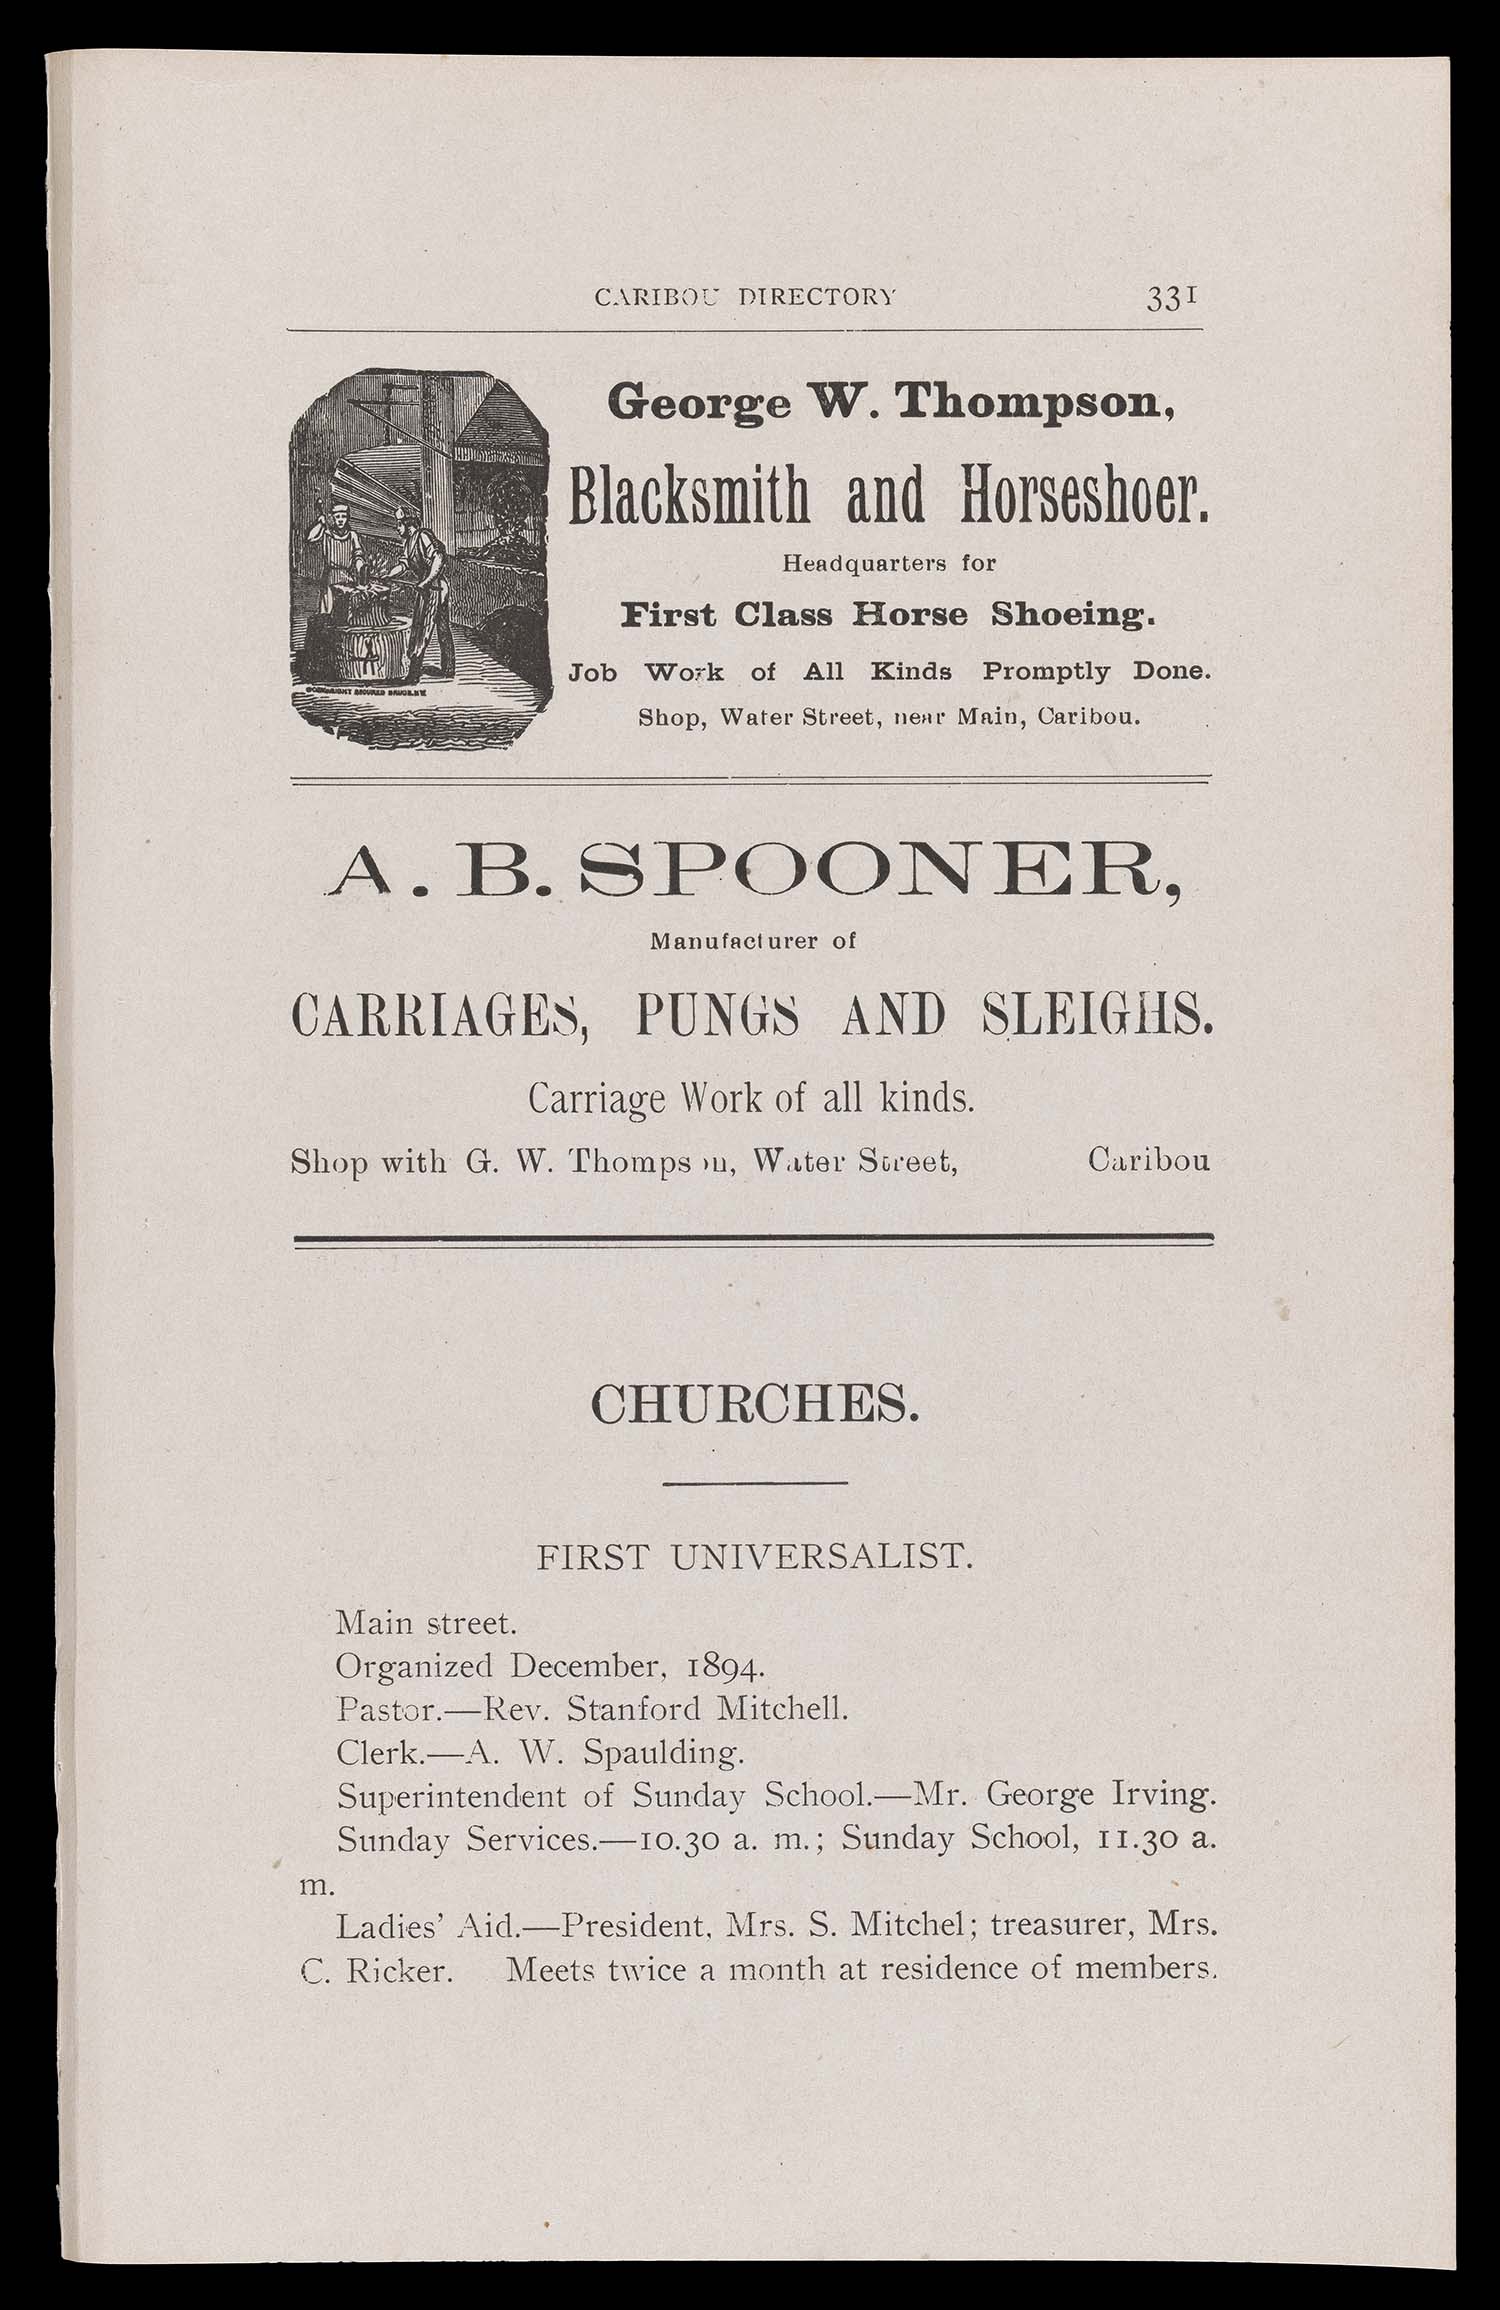 CARIBOU DIRECTORY 331
George W. Thompson,
Blacksmith and Horseshoer.
Headquarters for
First Class Horse Shoeing.
Job Work of All Kinds Promptly Done.
Shop, Water Street, near Main, Caribou.
©COPYRIGHT SECURED BRUCE.N.Y.
A. B. SPOONER,
Manufacturer of
CARRIAGES, PUNGS AND SLEIGHS.
Carriage Work of all kinds.
Shop with G. W. Thompson, Water Street, Caribou
CHURCHES.
FIRST UNIVERSALIST.
Main street.
Organized December, 1894.
Pastor.—Rev. Stanford Mitchell.
Clerk.—A. W. Spaulding.
Superintendent of Sunday School.—Mr. George Irving.
Sunday Services.—10.30 a. m.; Sunday School, 11.30 a.
m.
Ladies' Aid.—President, Mrs. S. Mitchel; treasurer, Mrs.
C. Ricker. Meets twice a month at residence of members.